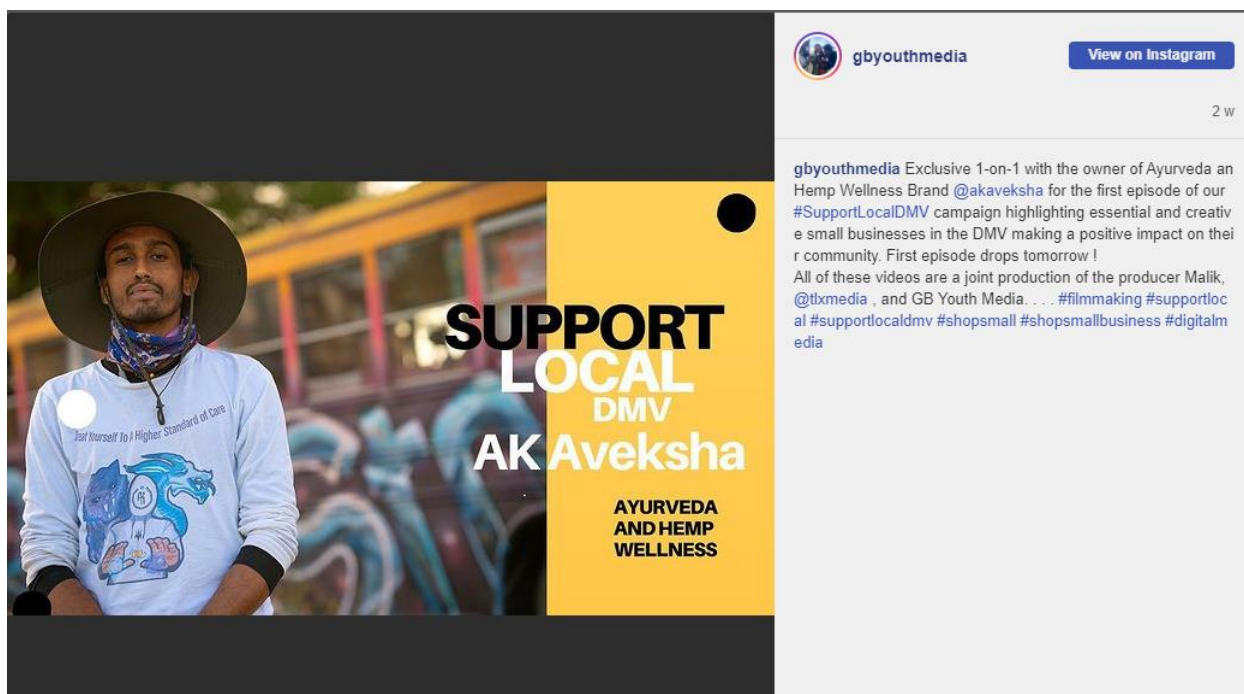 SUPPORT
LOCAL
DMV
AK Aveksha
AYURVEDA
AND HEMP
WELLNESS
Yourself To A Higher Standard of Care
gbyouthmedia
View on Instagram
2 w
gbyouthmedia Exclusive 1-on-1 with the owner of Ayurveda an
Hemp Wellness Brand @akaveksha for the first episode of our
#SupportLocalDMV campaign highlighting essential and creativ
e small businesses in the DMV making a positive impact on thei
r community. First episode drops tomorrow !
All of these videos are a joint production of the producer Malik,
@tlxmedia , and GB Youth Media. . . . #filmmaking #supportloc
al #supportlocaldmv #shopsmall #shopsmallbusiness #digitalm
edia